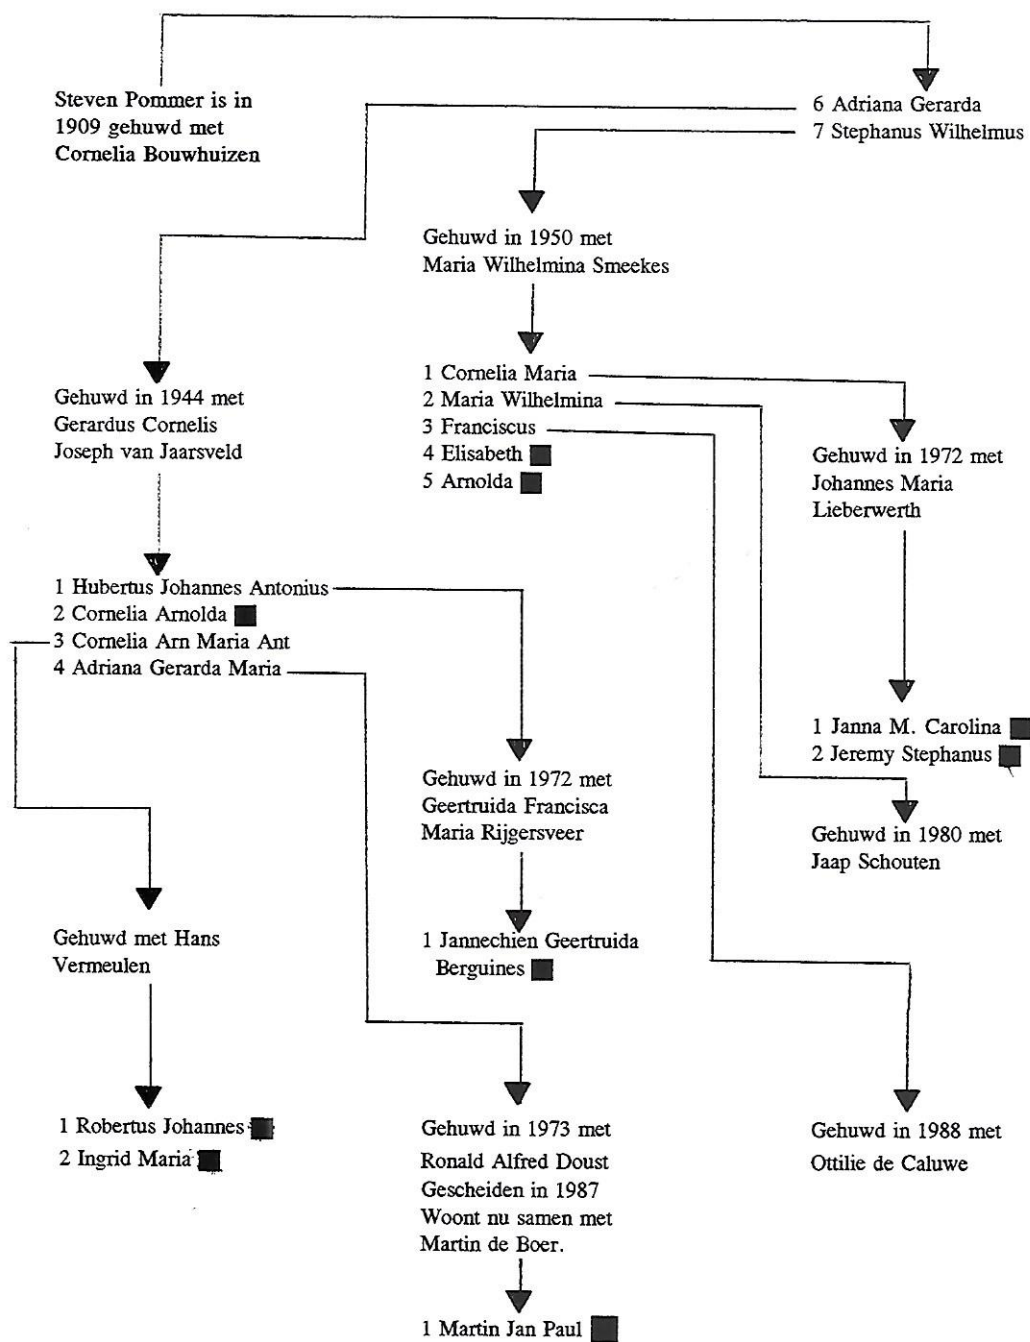 Steven Pommer is in
1909 gehuwd met
Cornelia Bouwhuizen
6 Adriana Gerarda
7 Stephanus Wilhelmus
Gehuwd in 1950 met
Maria Wilhelmina Smeekes
1 Cornelia Maria
2 Maria Wilhelmina
3 Franciscus
4 Elisabeth
5 Arnolda
Gehuwd in 1944 met
Gerardus Cornelis
Joseph van Jaarsveld
Gehuwd in 1972 met
Johannes Maria
Lieberwerth
1 Hubertus Johannes Antonius
2 Cornelia Arnolda
3 Cornelia Arn Maria Ant
4 Adriana Gerarda Maria
1 Janna M. Carolina
2 Jeremy Stephanus
Gehuwd in 1972 met
Geertruida Francisca
Maria Rijgersveer
Gehuwd in 1980 met
Jaap Schouten
Gehuwd met Hans
Vermeulen
1 Jannechien Geertruida
Berguines
1 Robertus Johannes
2 Ingrid Maria
Gehuwd in 1973 met
Ronald Alfred Doust
Gescheiden in 1987
Woont nu samen met
Martin de Boer.
Gehuwd in 1988 met
Ottilie de Caluwe
1 Martin Jan Paul